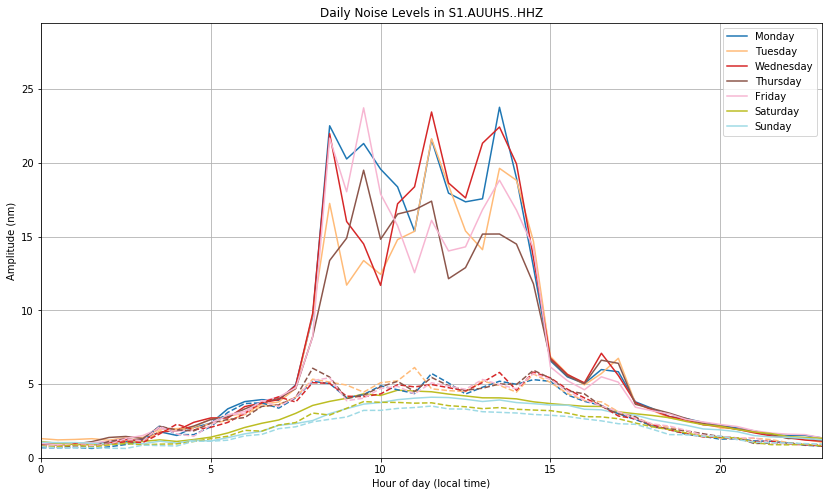 Daily Noise Levels in S1.AUUHS..HHZ
Monday
Tuesday
Wednesday
Thursday
Friday
Saturday
Sunday
25
20
15
10
5
0
Amplitude (nm)
0 5 10 15 20
Hour of day (local time)